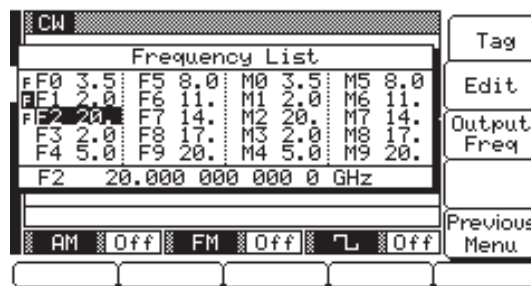 CW
Frequency List
F F0 3.5 F5 8.0 M0 3.5 M5 8.0
F F1 2.0 F6 11. M1 2.0 M6 11.
F F2 20. F7 14. M2 20. M7 14.
F3 2.0 F8 17. M3 2.0 M8 17.
F4 5.0 F9 20. M4 5.0 M9 20.
F2 20.000 000 000 0 GHz
AM Off FM Off Off
Tag
Edit
Output
Freq
Previous
Menu